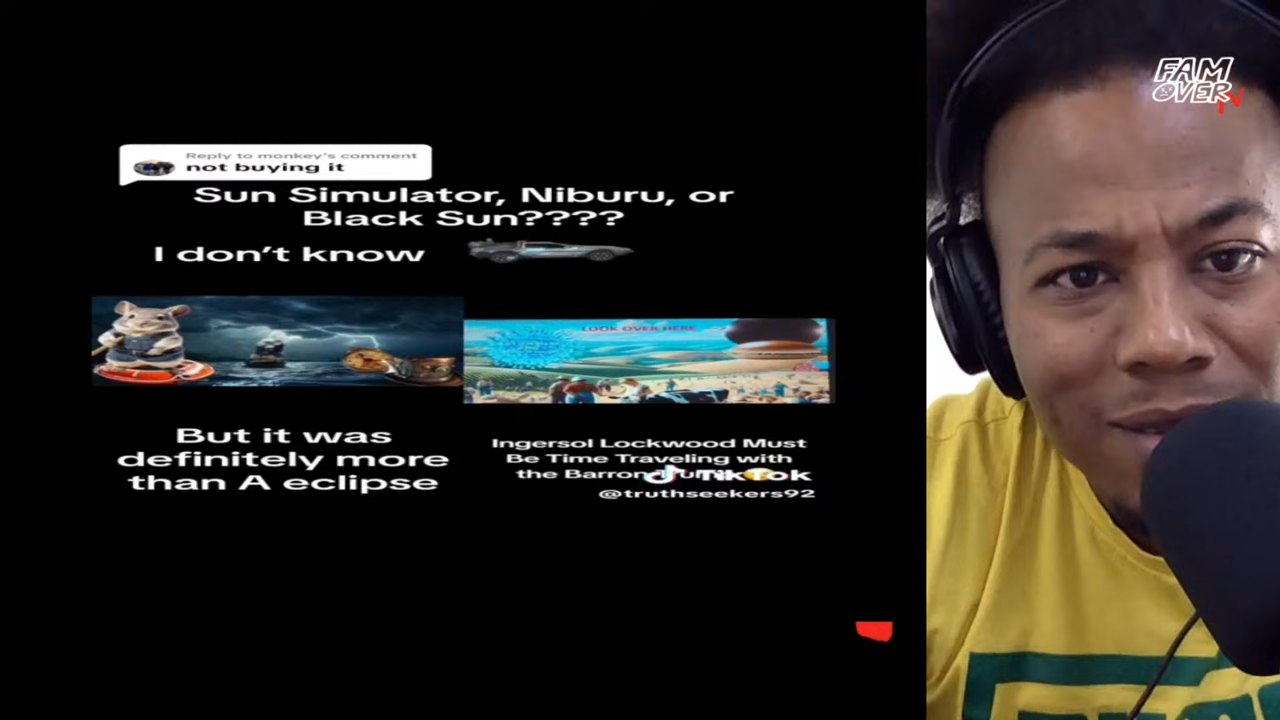 Reply to monkey's comment
not buying it
Sun Simulator, Niburu, or
Black Sun????
I don't know
LOOK OVER HERE
But it was
definitely more
than A eclipse
Ingersol Lockwood Must
Be Time Traveling with
the Barron
TikTok
@truthseekers92
FAM
OVER
TV